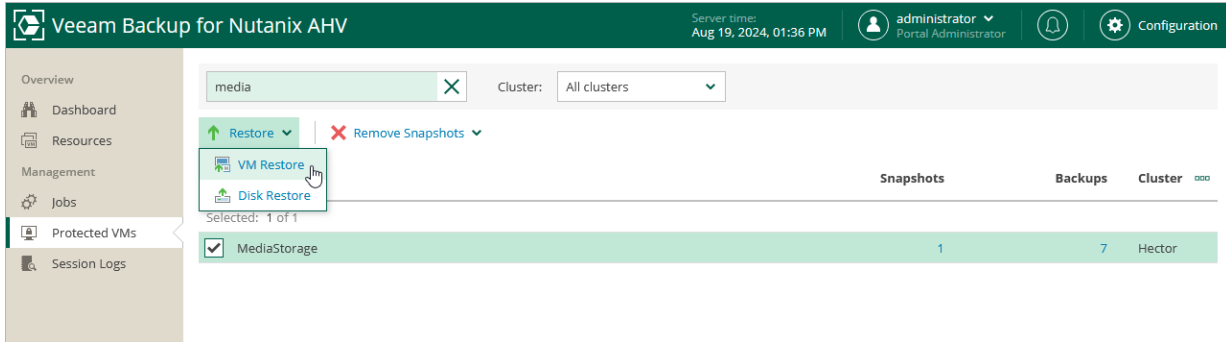 Veeam Backup for Nutanix AHV
Server time:
Aug 19, 2024, 01:36 PM
administrator
Portal Administrator
Configuration
Overview
Dashboard
Resources
Management
Jobs
Protected VMs
Session Logs
media
Cluster: All clusters
Restore Remove Snapshots
VM Restore
Disk Restore
Snapshots Backups Cluster
Selected: 1 of 1
MediaStorage 1 7 Hector